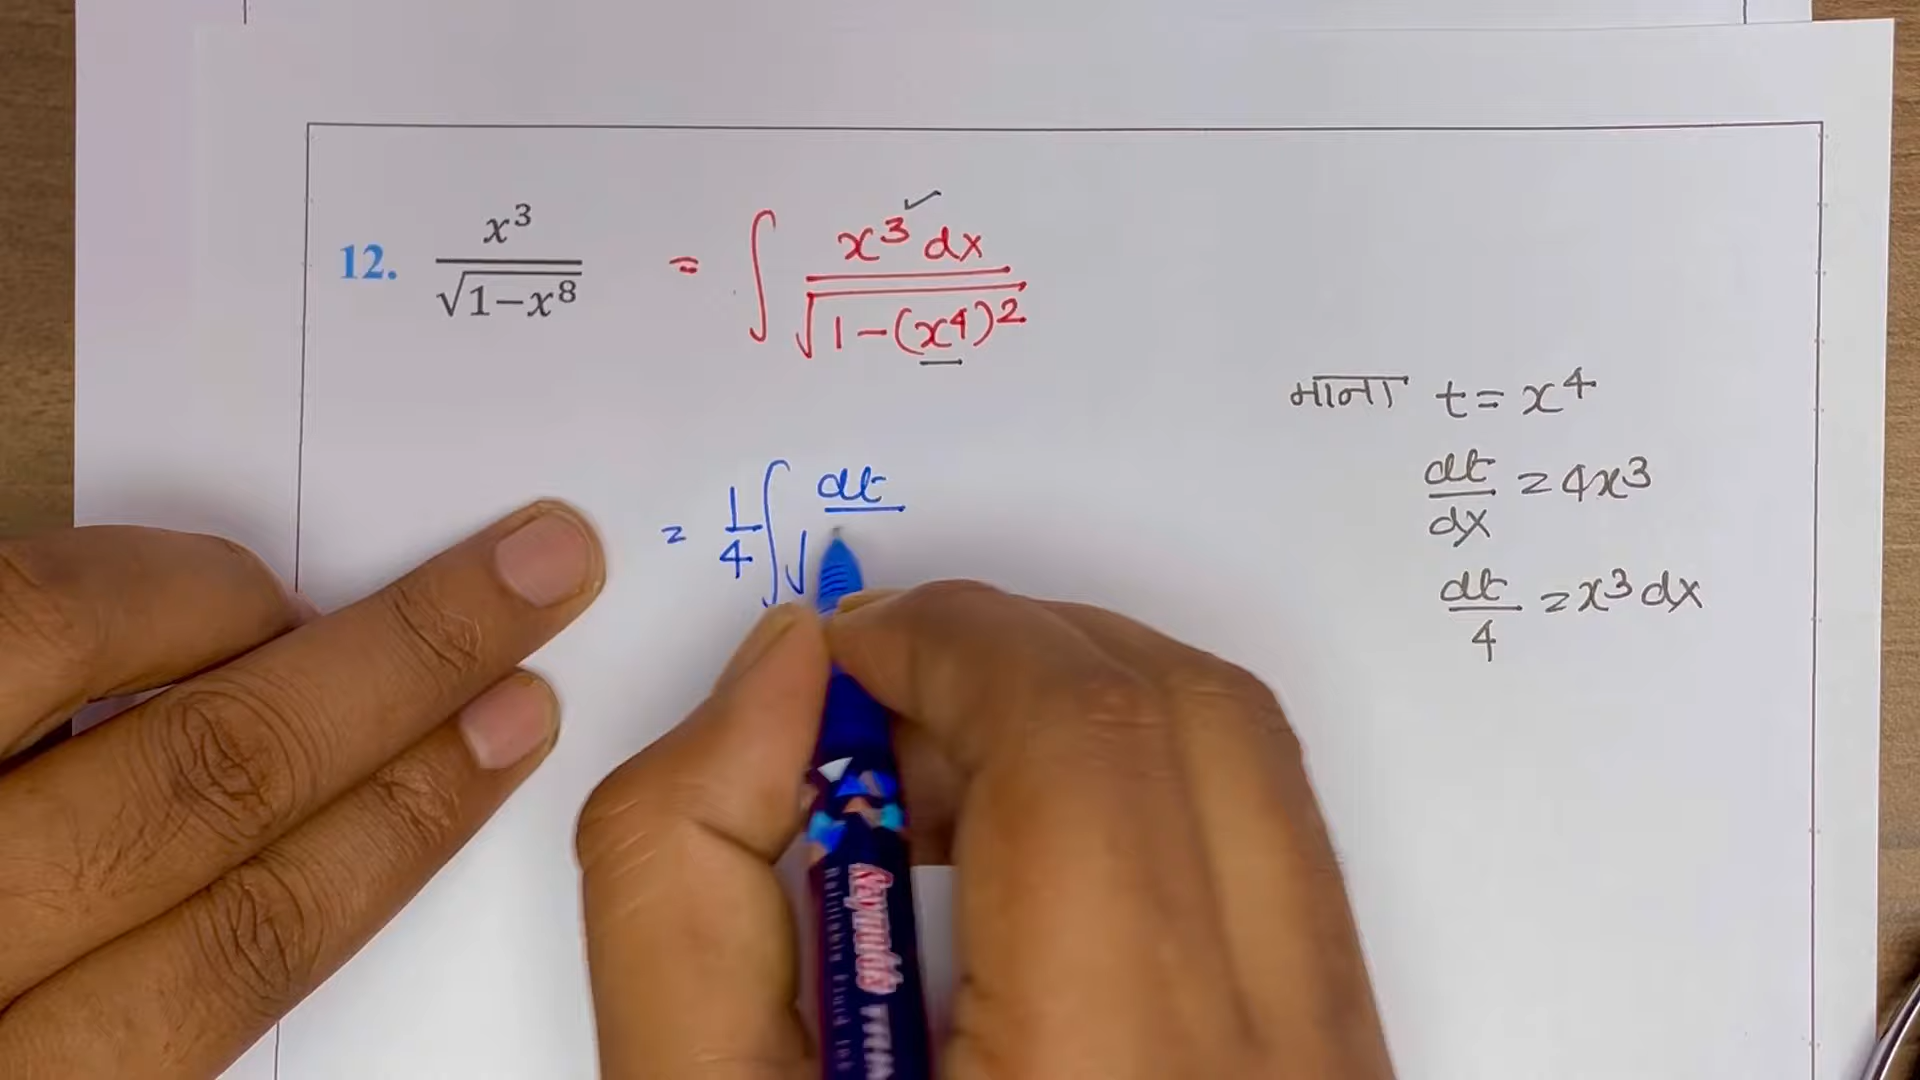 12. x³/√(1−x⁸) = ∫ x³ dx / √(1−(x⁴)²)
माना t = x⁴
dt/dx = 4x³
= 1/4 ∫ dt / √
dt/4 = x³ dx
Reynolds